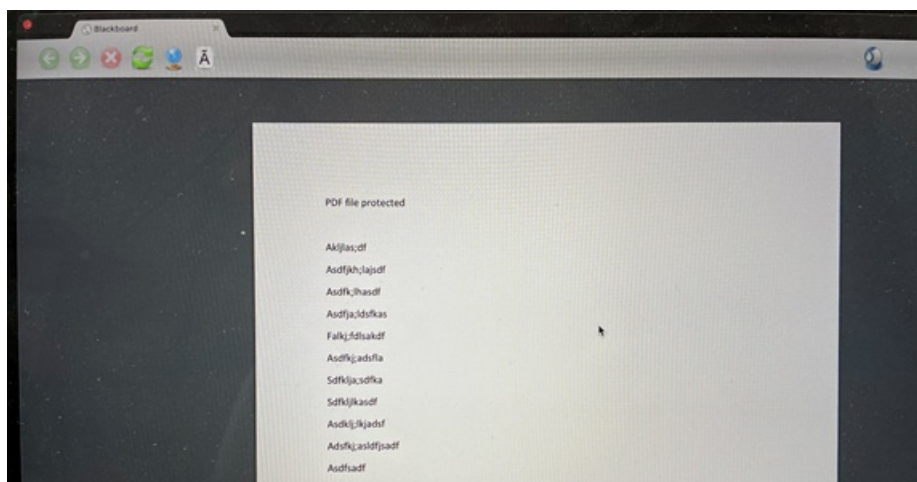 Blackboard
Ã
PDF file protected
Akljlas;df
Asdfjkh;lajsdf
Asdfk;lhasdf
Asdfja;ldsfkas
Falkj;fdlsakdf
Asdfkj;adsfla
Sdfklja;sdfka
Sdfkljlkasdf
Asdklj;lkjadsf
Adsfkj;asldfjsadf
Asdfsadf